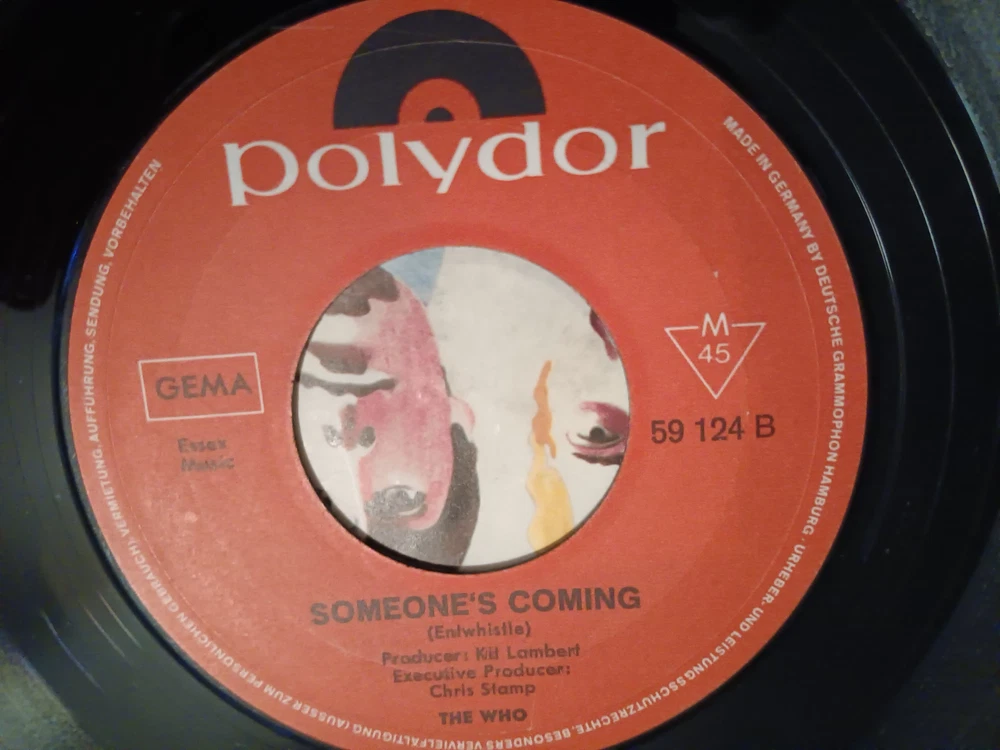 polydor
MADE IN GERMANY BY DEUTSCHE GRAMMOPHON HAMBURG. URHEBER- UND LEISTUNGSSCHUTZRECHTE, BESONDERS VERVIELFÄLTIGUNG (AUSSER ZUM PERSÖNLICHEN GEBRAUCH), VERMIETUNG, AUFFÜHRUNG, SENDUNG, VORBEHALTEN
M
45
GEMA
59 124 B
Essex
Music
SOMEONE'S COMING
(Entwhistle)
Producer: Kit Lambert
Executive Producer:
Chris Stamp
THE WHO